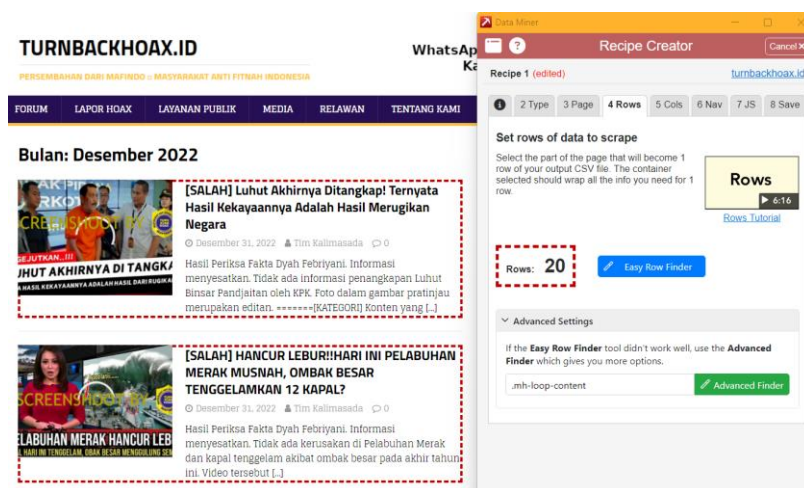 TURNBACKHOAX.ID
PERSEMBAHAN DARI MAFINDO :: MASYARAKAT ANTI FITNAH INDONESIA
WhatsAp
Ka
FORUM LAPOR HOAX LAYANAN PUBLIK MEDIA RELAWAN TENTANG KAMI
Bulan: Desember 2022
[SALAH] Luhut Akhirnya Ditangkap! Ternyata
Hasil Kekayaannya Adalah Hasil Merugikan
Negara
Desember 31, 2022 Tim Kalimasada 0
Hasil Periksa Fakta Dyah Febriyani. Informasi
menyesatkan. Tidak ada informasi penangkapan Luhut
Binsar Pandjaitan oleh KPK. Foto dalam gambar pratinjau
merupakan editan. =======[KATEGORI] Konten yang [...]
GEJUTKAN..!!!
UHUT AKHIRNYA DI TANGKA
[SALAH] HANCUR LEBUR!!HARI INI PELABUHAN
MERAK MUSNAH, OMBAK BESAR
TENGGELAMKAN 12 KAPAL?
Desember 31, 2022 Tim Kalimasada 0
Hasil Periksa Fakta Dyah Febriyani. Informasi
menyesatkan. Tidak ada kerusakan di Pelabuhan Merak
dan kapal tenggelam akibat ombak besar pada akhir tahun
ini. Video tersebut [...]
ELABUHAN MERAK HANCUR LEB
Data Miner
Recipe Creator
Cancel X
Recipe 1 (edited) turnbackhoax.id
2 Type 3 Page 4 Rows 5 Cols 6 Nav 7 JS 8 Save
Set rows of data to scrape
Select the part of the page that will become 1
row of your output CSV file. The container
selected should wrap all the info you need for 1
row.
Rows
6:16
Rows Tutorial
Rows: 20
Easy Row Finder
Advanced Settings
If the Easy Row Finder tool didn't work well, use the Advanced
Finder which gives you more options.
.mh-loop-content
Advanced Finder